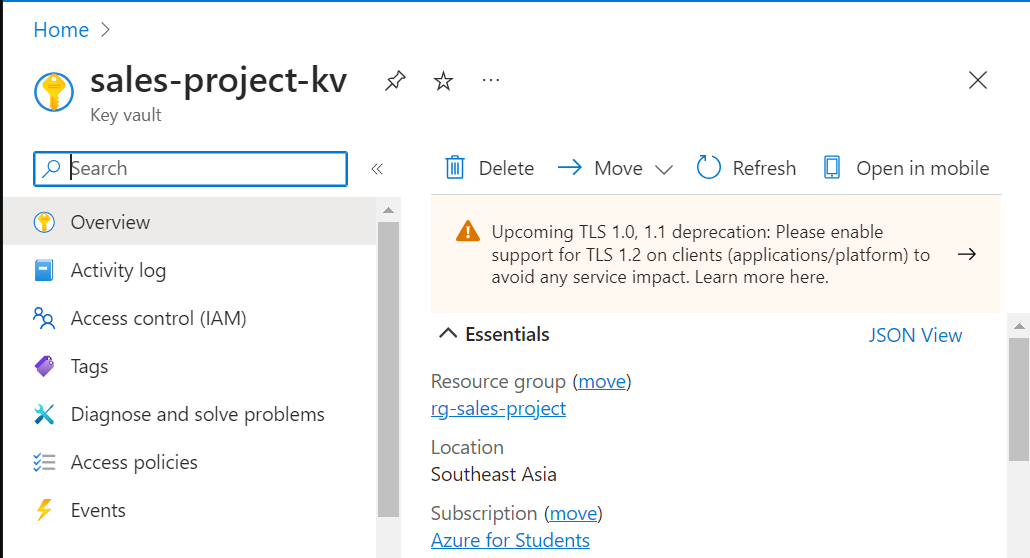 Home
sales-project-kv
Key vault
Search
Overview
Activity log
Access control (IAM)
Tags
Diagnose and solve problems
Access policies
Events
Delete Move Refresh Open in mobile
Upcoming TLS 1.0, 1.1 deprecation: Please enable
support for TLS 1.2 on clients (applications/platform) to
avoid any service impact. Learn more here.
Essentials JSON View
Resource group (move)
rg-sales-project
Location
Southeast Asia
Subscription (move)
Azure for Students